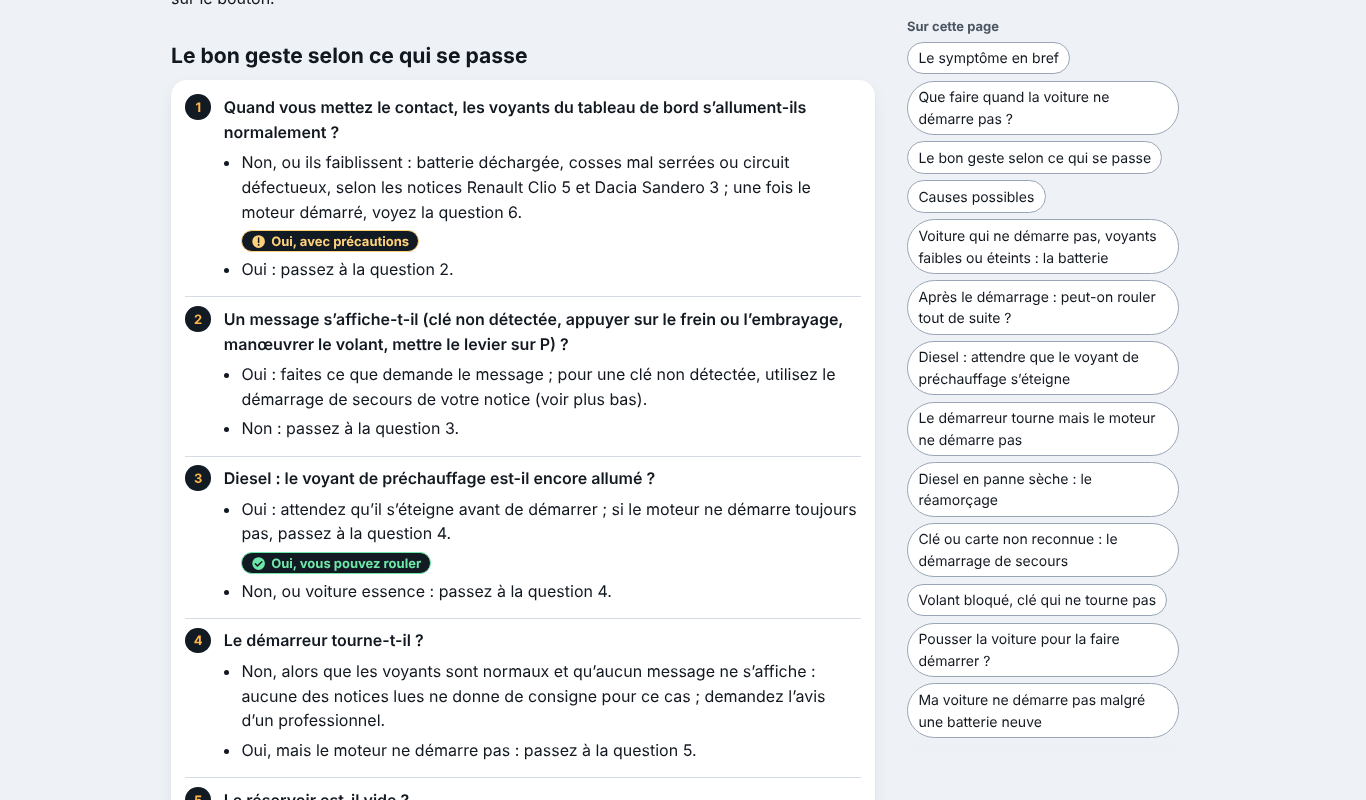 sur le bouton.
Le bon geste selon ce qui se passe
1
Quand vous mettez le contact, les voyants du tableau de bord s’allument-ils
normalement ?
• Non, ou ils faiblissent : batterie déchargée, cosses mal serrées ou circuit
défectueux, selon les notices Renault Clio 5 et Dacia Sandero 3 ; une fois le
moteur démarré, voyez la question 6.
Oui, avec précautions
• Oui : passez à la question 2.
2
Un message s’affiche-t-il (clé non détectée, appuyer sur le frein ou l’embrayage,
manœuvrer le volant, mettre le levier sur P) ?
• Oui : faites ce que demande le message ; pour une clé non détectée, utilisez le
démarrage de secours de votre notice (voir plus bas).
• Non : passez à la question 3.
3
Diesel : le voyant de préchauffage est-il encore allumé ?
• Oui : attendez qu’il s’éteigne avant de démarrer ; si le moteur ne démarre toujours
pas, passez à la question 4.
Oui, vous pouvez rouler
• Non, ou voiture essence : passez à la question 4.
4
Le démarreur tourne-t-il ?
• Non, alors que les voyants sont normaux et qu’aucun message ne s’affiche :
aucune des notices lues ne donne de consigne pour ce cas ; demandez l’avis
d’un professionnel.
• Oui, mais le moteur ne démarre pas : passez à la question 5.
5
Le réservoir est-il vide ?
Sur cette page
Le symptôme en bref
Que faire quand la voiture ne
démarre pas ?
Le bon geste selon ce qui se passe
Causes possibles
Voiture qui ne démarre pas, voyants
faibles ou éteints : la batterie
Après le démarrage : peut-on rouler
tout de suite ?
Diesel : attendre que le voyant de
préchauffage s’éteigne
Le démarreur tourne mais le moteur
ne démarre pas
Diesel en panne sèche : le
réamorçage
Clé ou carte non reconnue : le
démarrage de secours
Volant bloqué, clé qui ne tourne pas
Pousser la voiture pour la faire
démarrer ?
Ma voiture ne démarre pas malgré
une batterie neuve